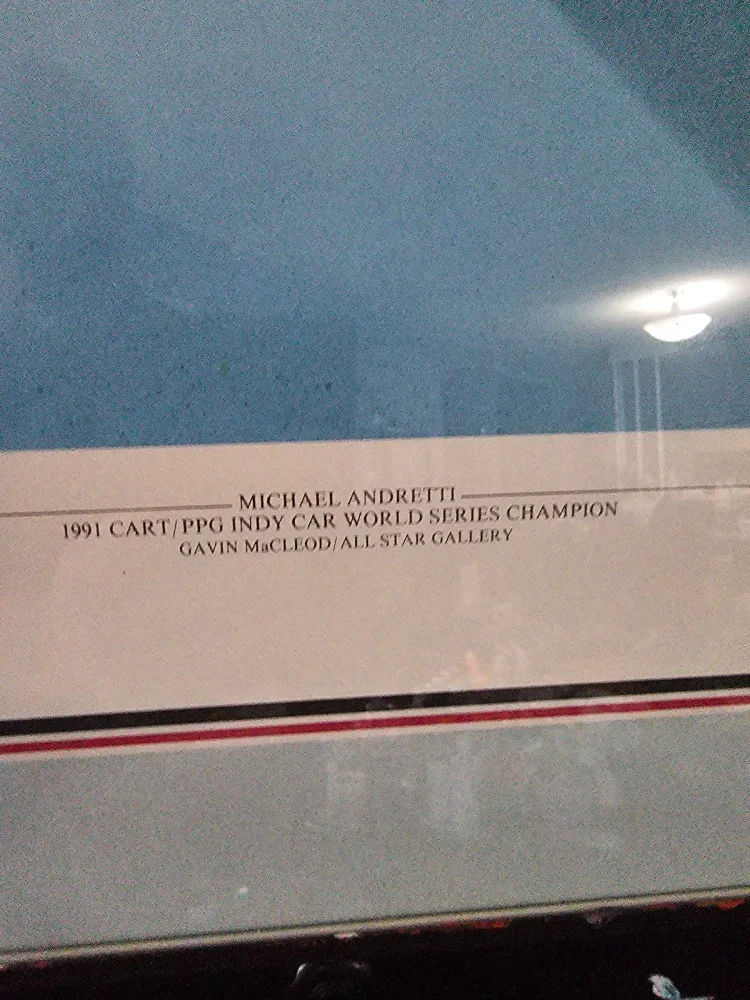 MICHAEL ANDRETTI
1991 CART/PPG INDY CAR WORLD SERIES CHAMPION
GAVIN MaCLEOD/ALL STAR GALLERY